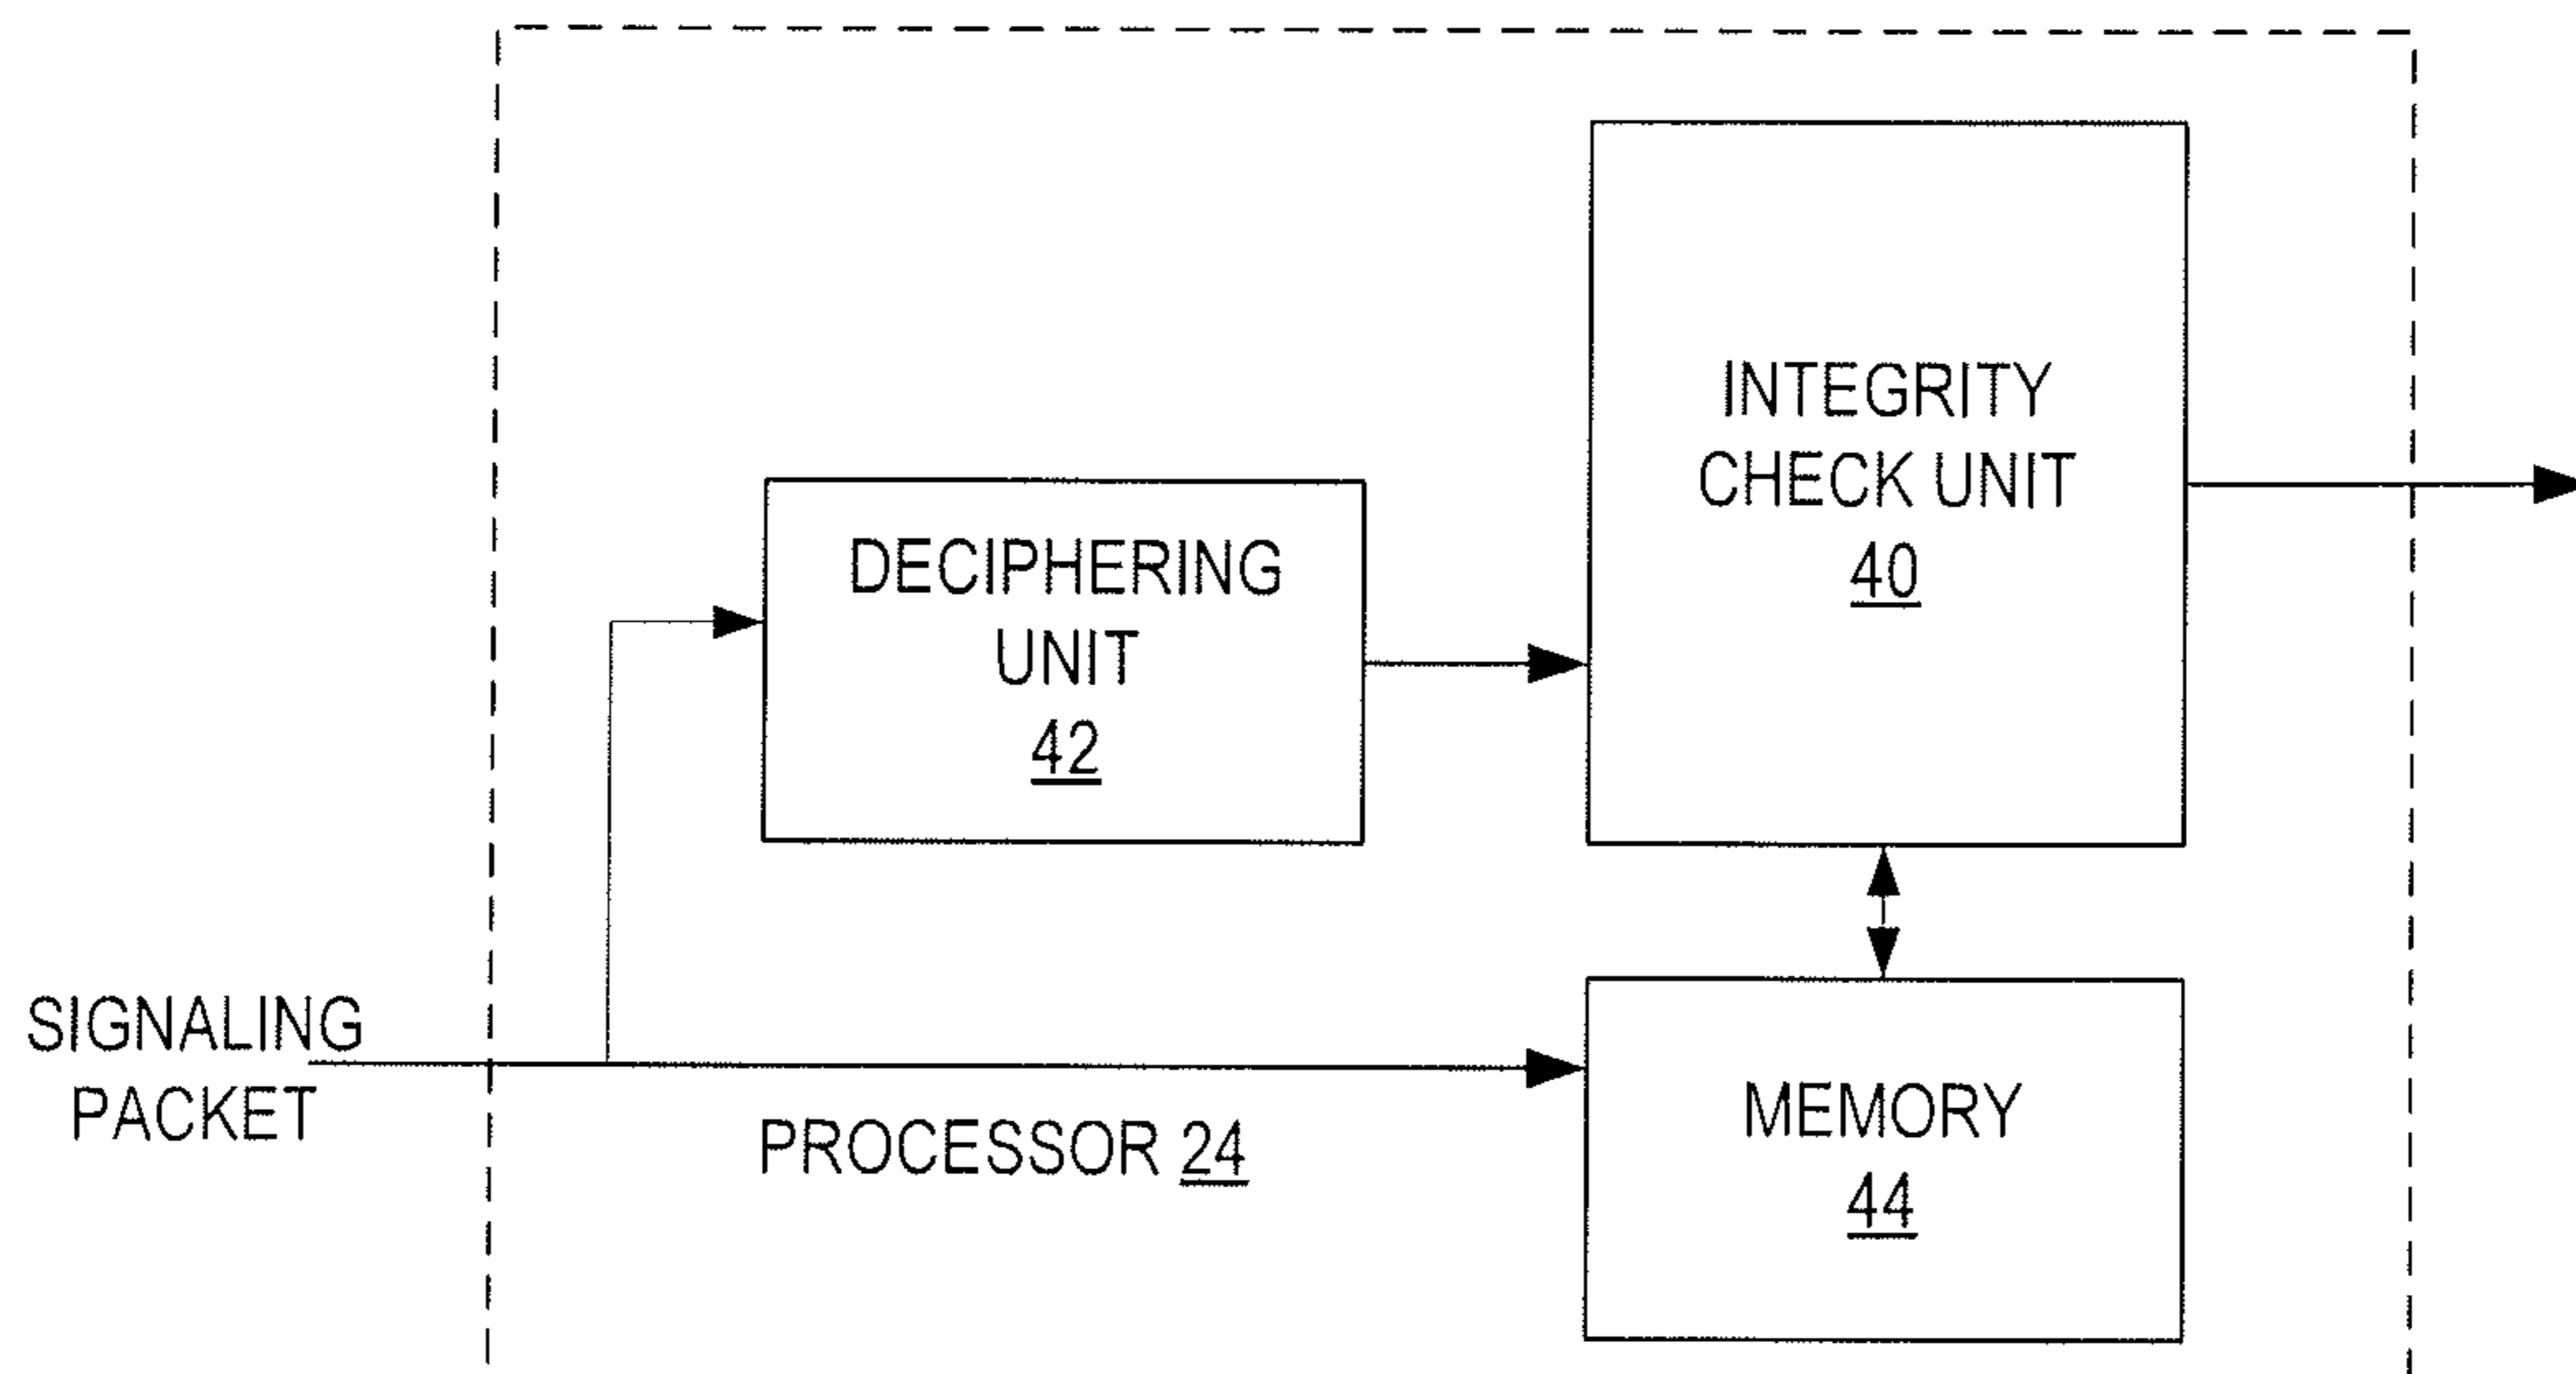 INTEGRITY
CHECK UNIT
40
DECIPHERING
UNIT
42
SIGNALING
PACKET
PROCESSOR 24
MEMORY
44